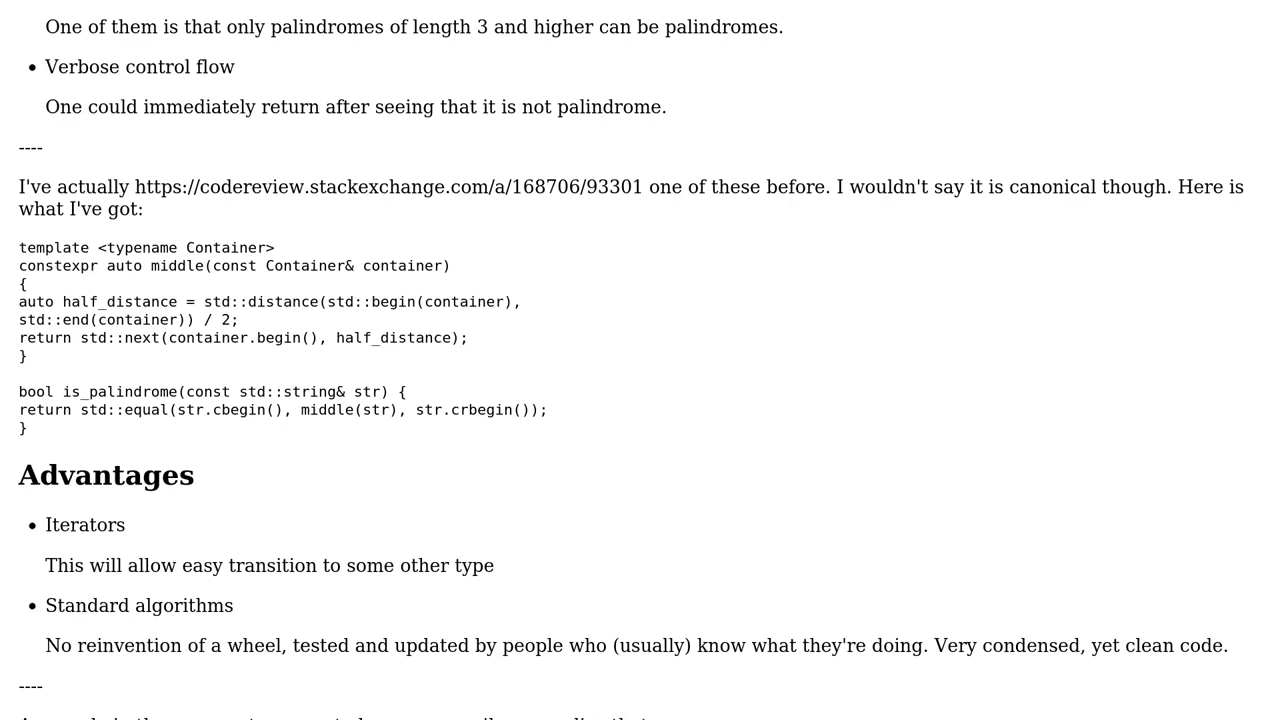 One of them is that only palindromes of length 3 and higher can be palindromes.
• Verbose control flow
One could immediately return after seeing that it is not palindrome.
----
I've actually https://codereview.stackexchange.com/a/168706/93301 one of these before. I wouldn't say it is canonical though. Here is
what I've got:
template <typename Container>
constexpr auto middle(const Container& container)
{
auto half_distance = std::distance(std::begin(container),
std::end(container)) / 2;
return std::next(container.begin(), half_distance);
}
bool is_palindrome(const std::string& str) {
return std::equal(str.cbegin(), middle(str), str.crbegin());
}
Advantages
• Iterators
This will allow easy transition to some other type
• Standard algorithms
No reinvention of a wheel, tested and updated by people who (usually) know what they're doing. Very condensed, yet clean code.
----